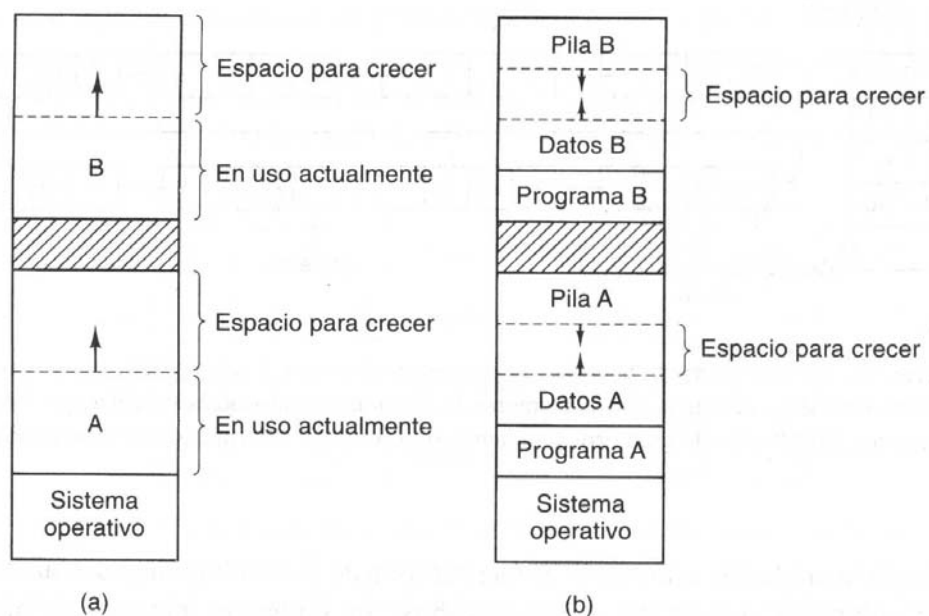 Espacio para crecer
B
En uso actualmente
Espacio para crecer
A
En uso actualmente
Sistema
operativo
(a)
Pila B
Espacio para crecer
Datos B
Programa B
Pila A
Espacio para crecer
Datos A
Programa A
Sistema
operativo
(b)